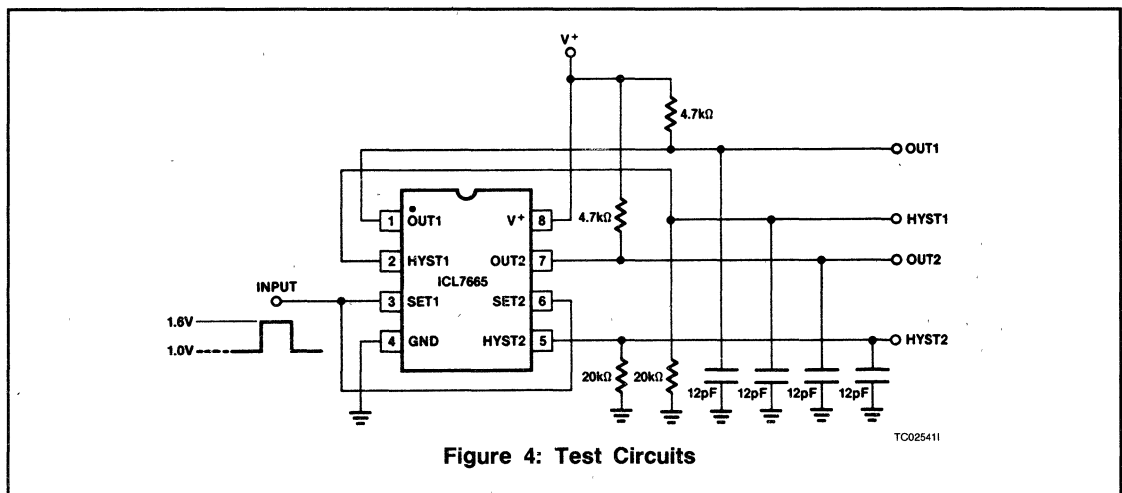 V+
4.7kΩ
OUT1
HYST1
4.7kΩ
1 OUT1 V+ 8
2 HYST1 OUT2 7
OUT2
ICL7665
INPUT
3 SET1 SET2 6
1.6V
4 GND HYST2 5
HYST2
1.0V
20kΩ 20kΩ 12pF 12pF 12pF 12pF
TC02541I
Figure 4: Test Circuits